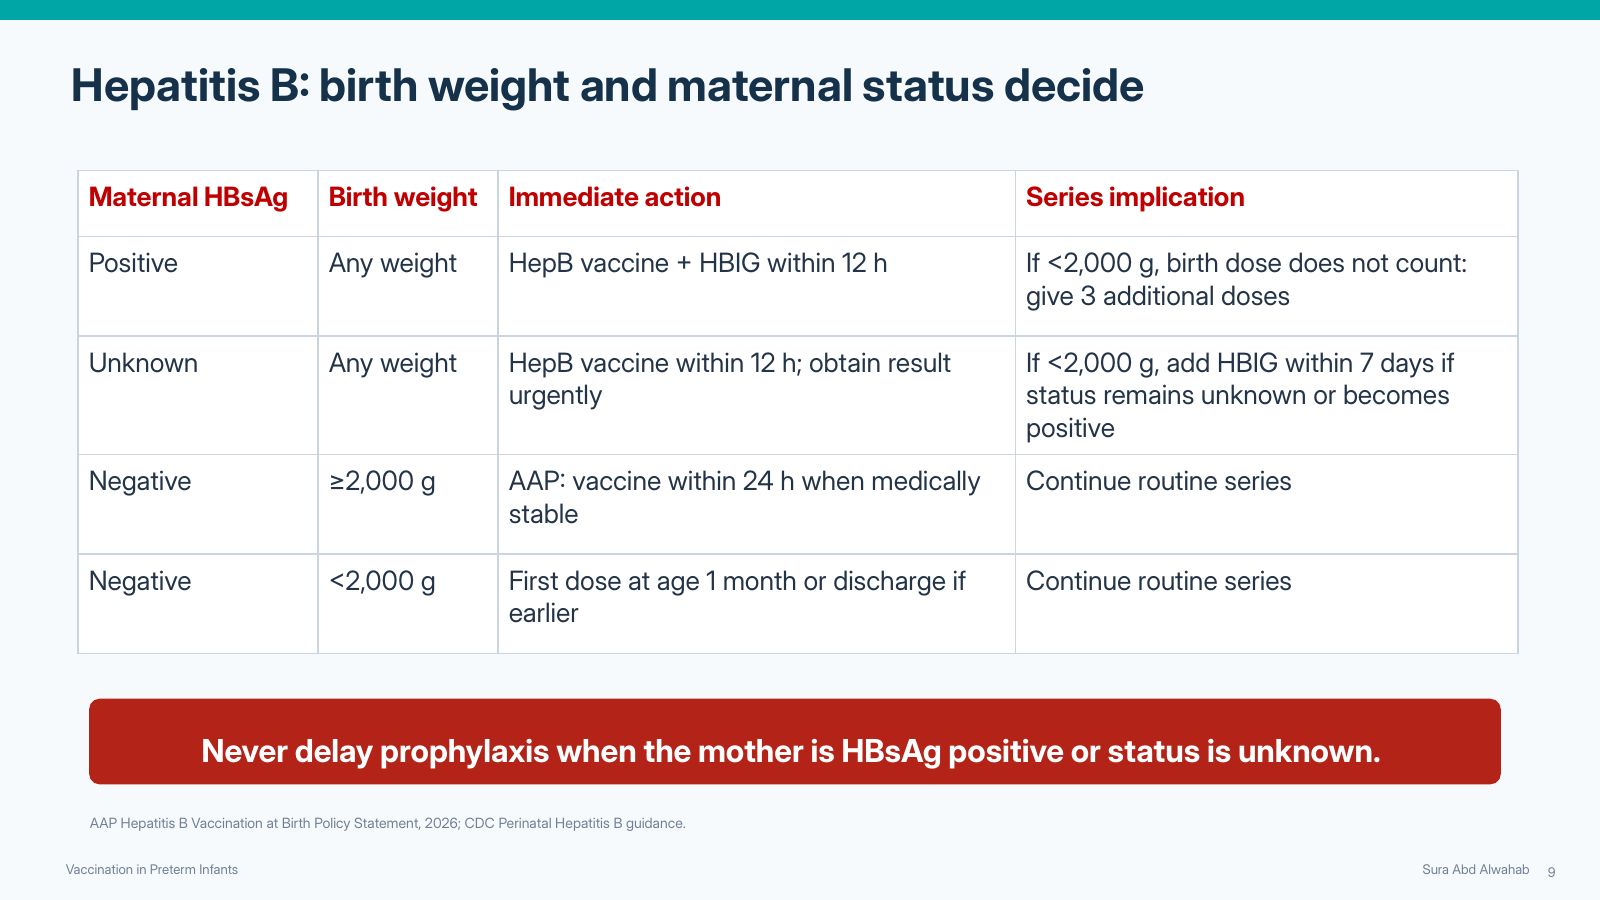 Hepatitis B: birth weight and maternal status decide
Maternal HBsAg
Birth weight
Immediate action
Series implication
Positive
Any weight
HepB vaccine + HBIG within 12 h
If <2,000 g, birth dose does not count:
give 3 additional doses
Unknown
Any weight
HepB vaccine within 12 h; obtain result
urgently
If <2,000 g, add HBIG within 7 days if
status remains unknown or becomes
positive
Negative
≥2,000 g
AAP: vaccine within 24 h when medically
stable
Continue routine series
Negative
<2,000 g
First dose at age 1 month or discharge if
earlier
Continue routine series
Never delay prophylaxis when the mother is HBsAg positive or status is unknown.
AAP Hepatitis B Vaccination at Birth Policy Statement, 2026; CDC Perinatal Hepatitis B guidance.
Vaccination in Preterm Infants
Sura Abd Alwahab
9